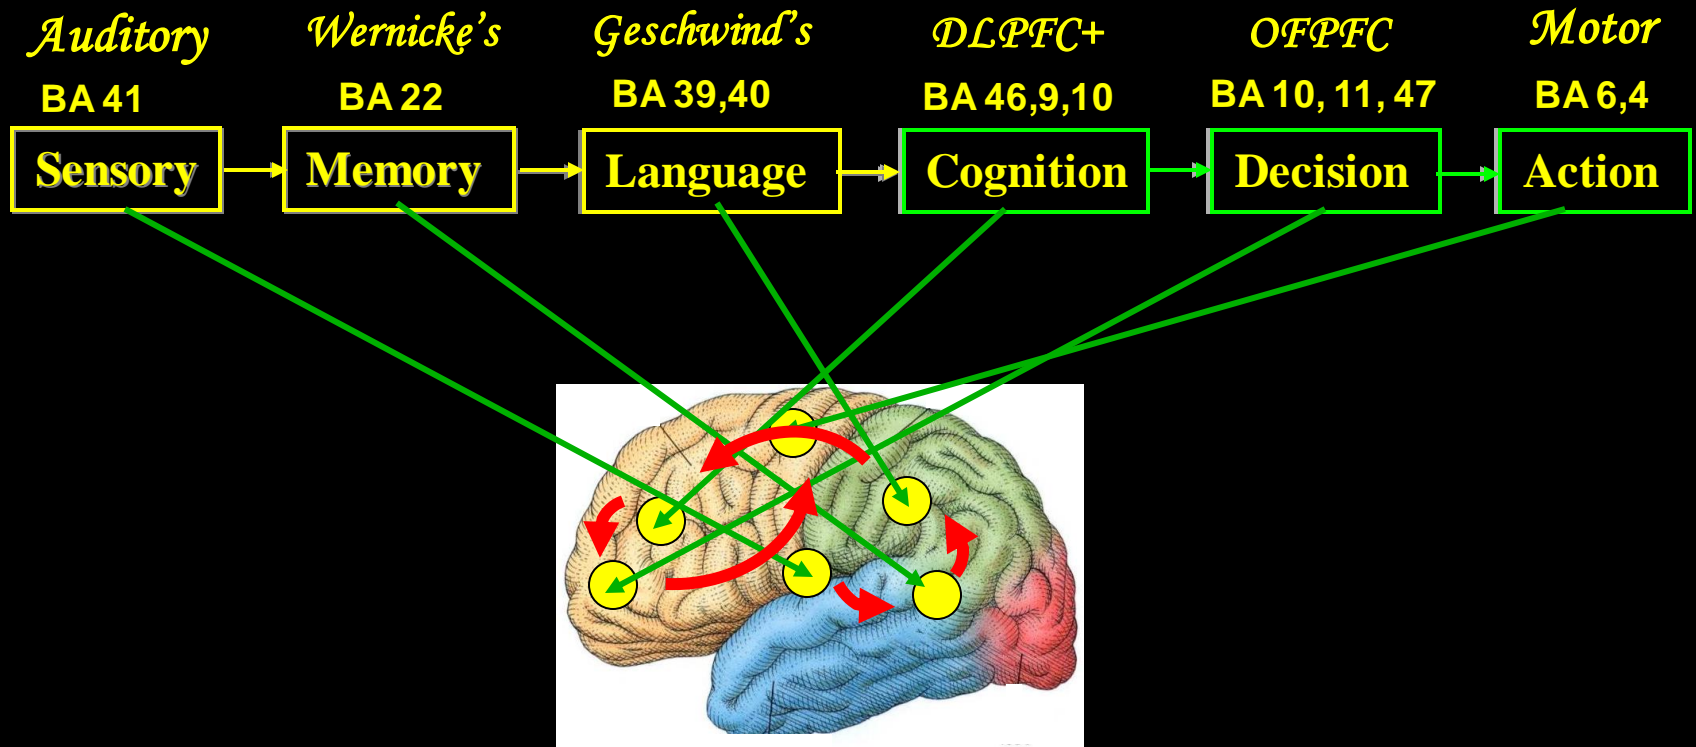 Auditory Wernicke's Geschwind's DLPFC+ OFPFC Motor
BA 41 BA 22 BA 39,40 BA 46,9,10 BA 10, 11, 47 BA 6,4
Sensory Memory Language Cognition Decision Action